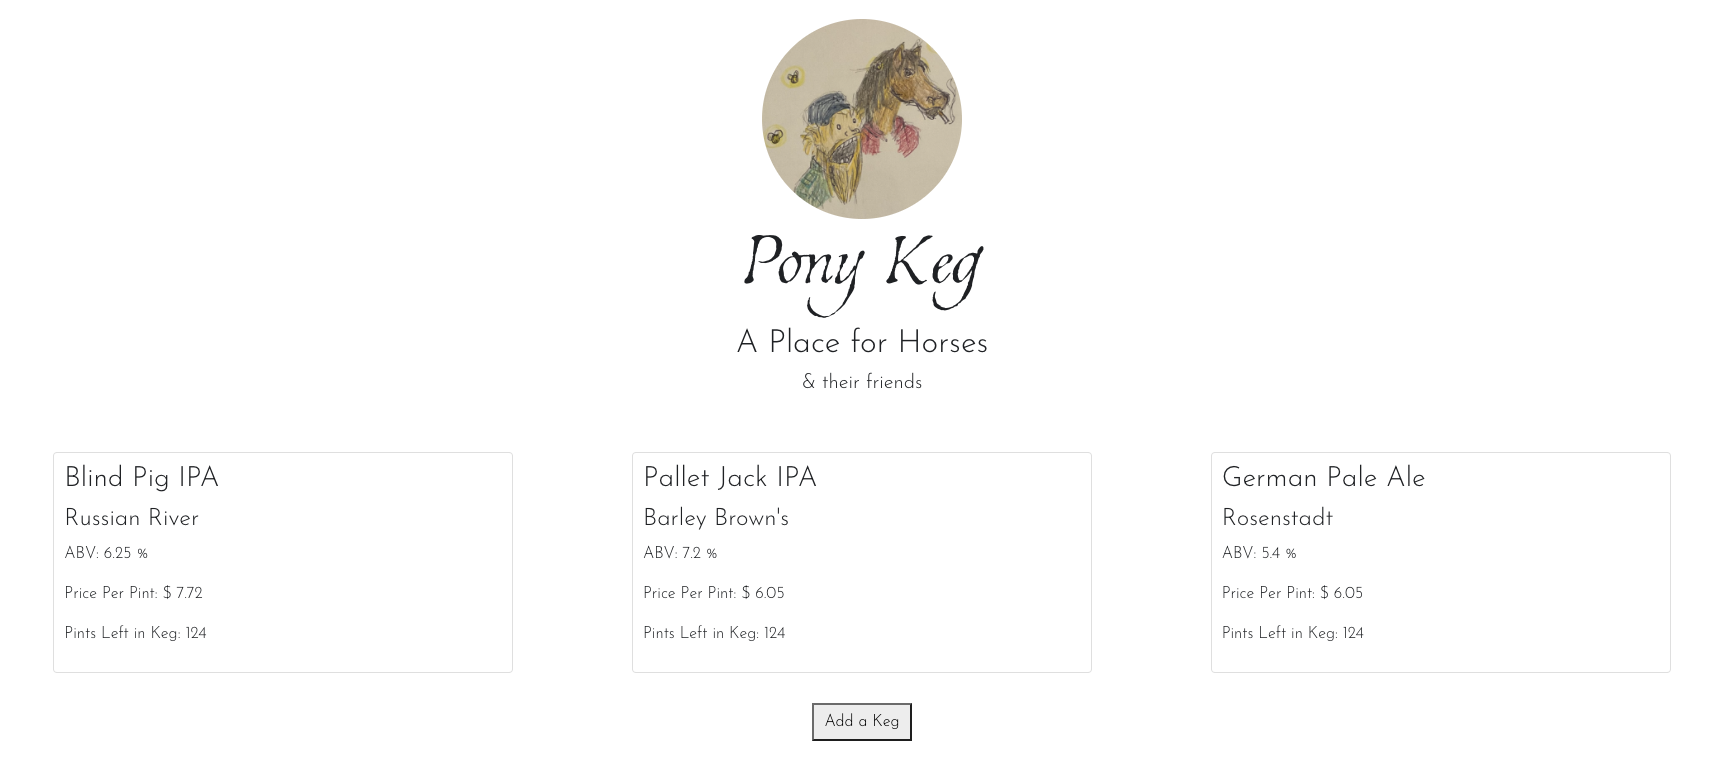 Pony Keg
A Place for Horses
& their friends
Blind Pig IPA
Russian River
ABV: 6.25 %
Price Per Pint: $ 7.72
Pints Left in Keg: 124
Pallet Jack IPA
Barley Brown's
ABV: 7.2 %
Price Per Pint: $ 6.05
Pints Left in Keg: 124
German Pale Ale
Rosenstadt
ABV: 5.4 %
Price Per Pint: $ 6.05
Pints Left in Keg: 124
Add a Keg